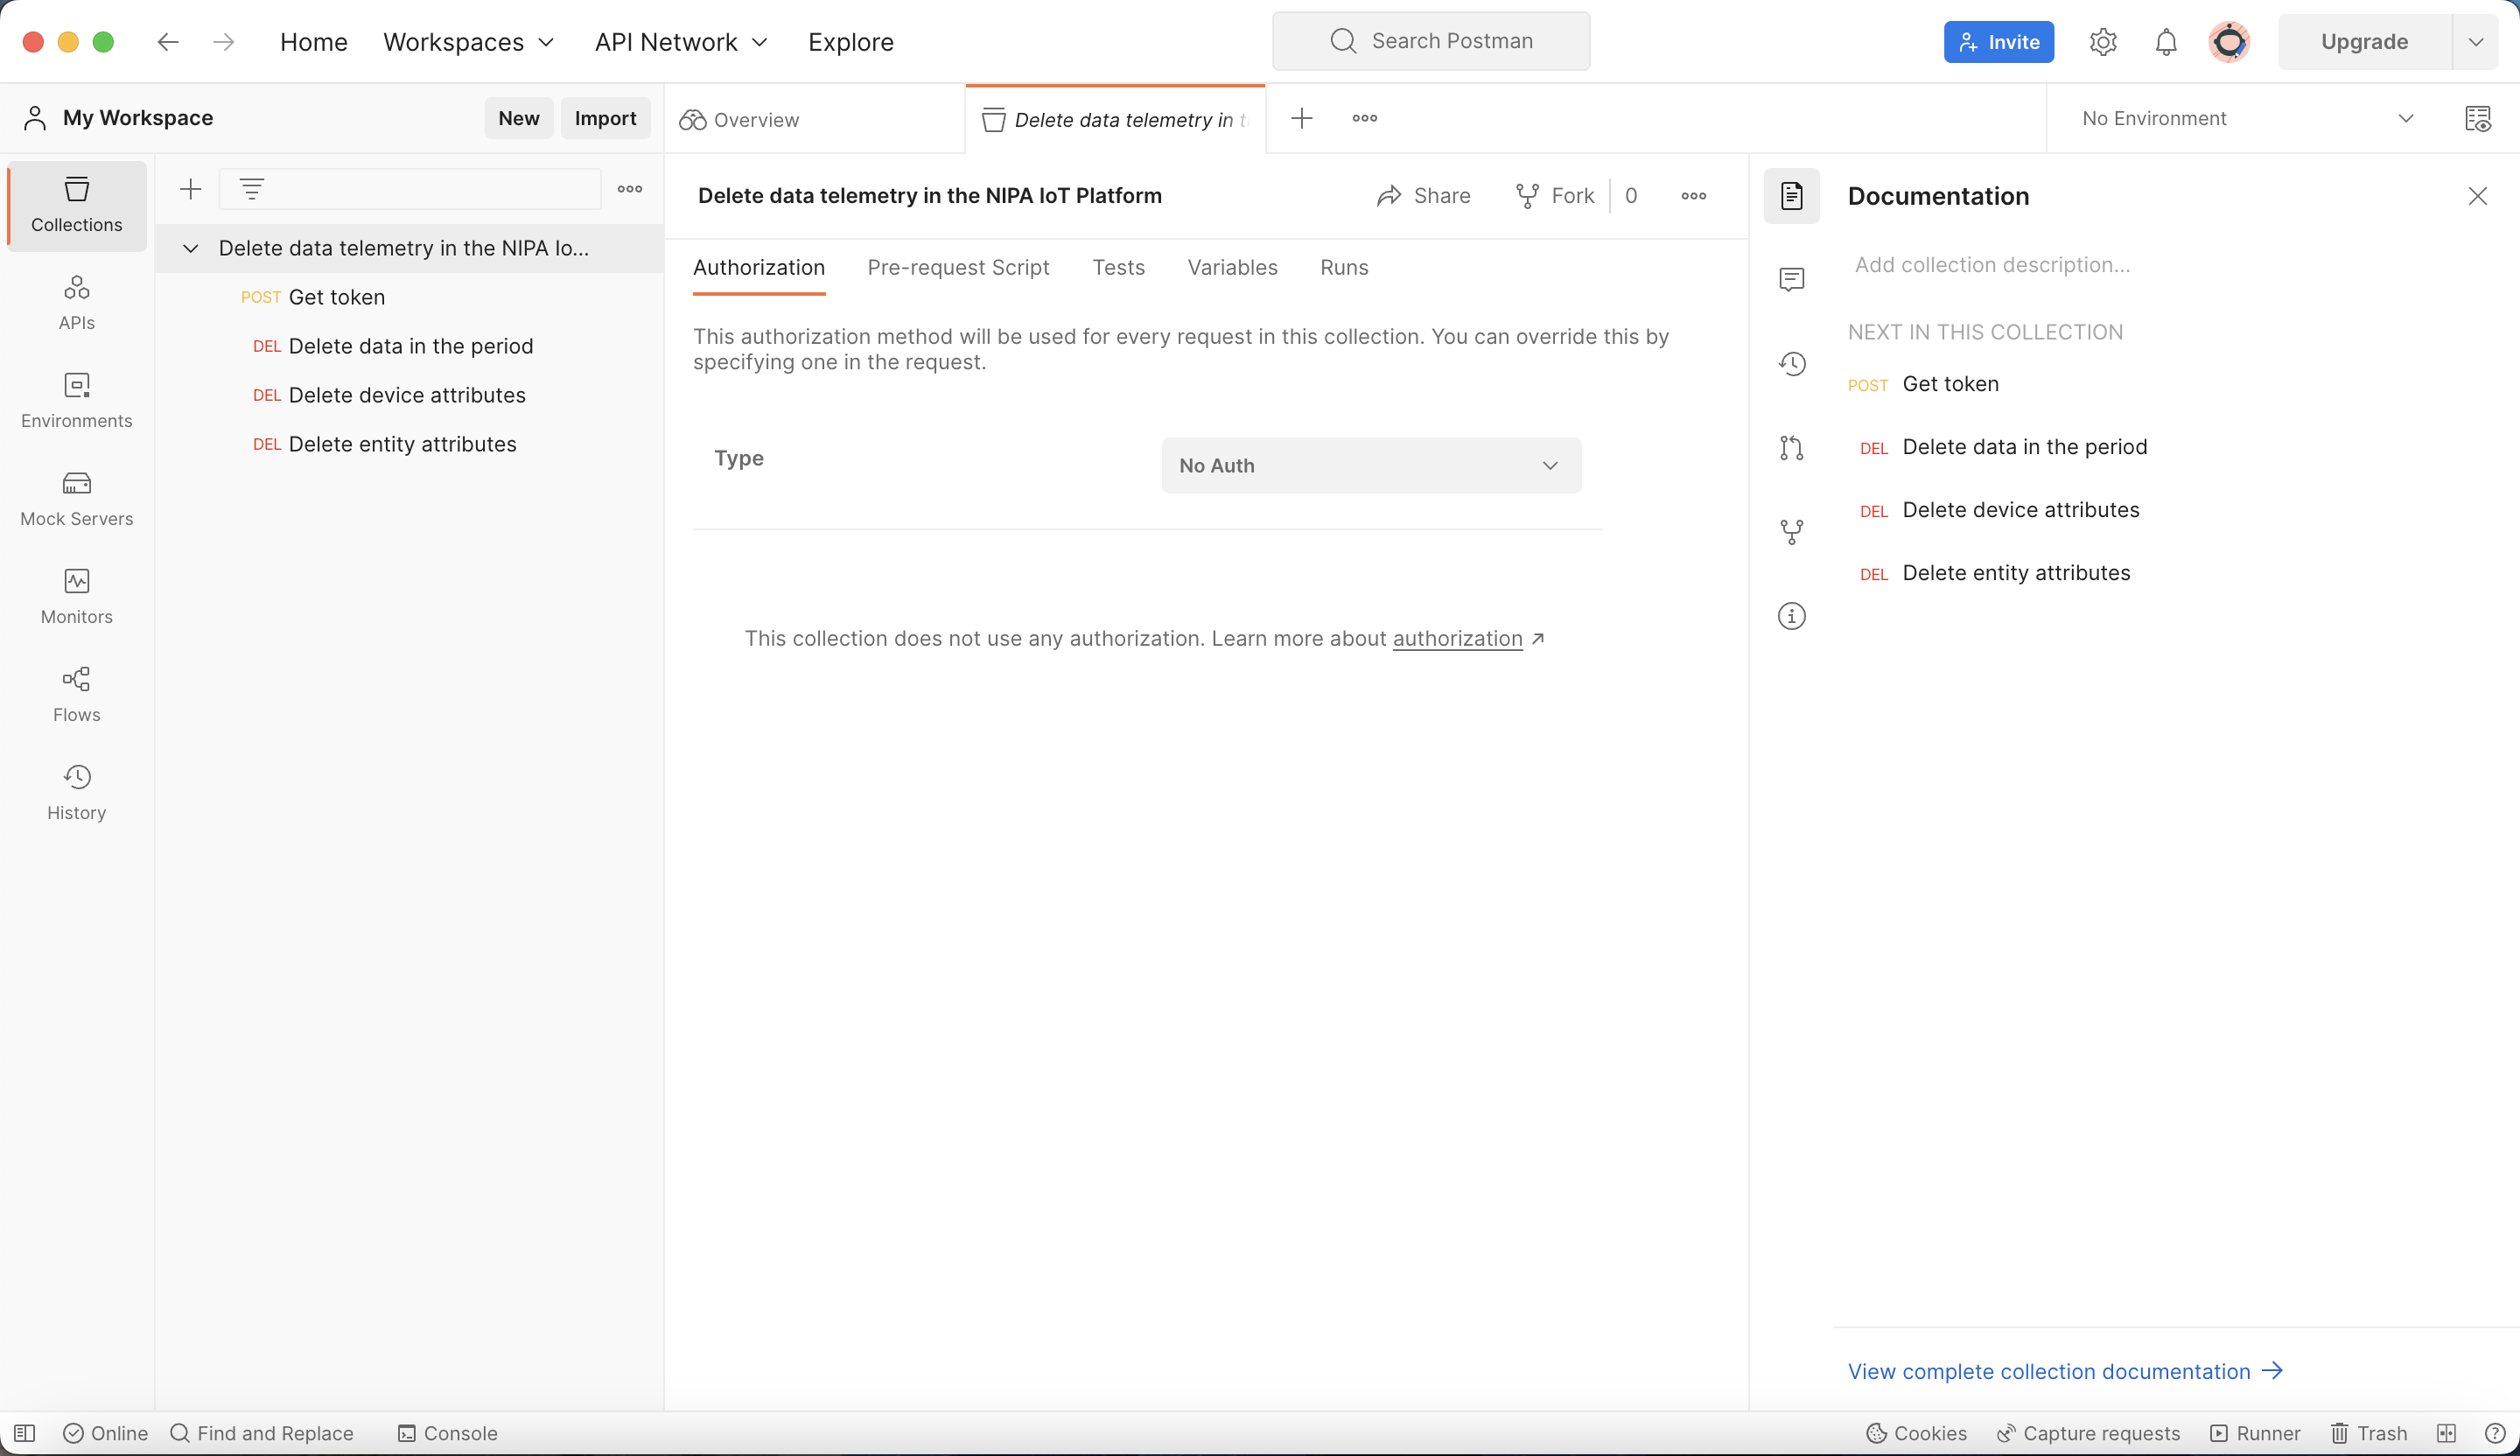 Home
Workspaces
API Network
Explore
Search Postman
Invite
Upgrade
My Workspace
New
Import
Overview
Delete data telemetry in t
No Environment
Collections
APIs
Environments
Mock Servers
Monitors
Flows
History
Delete data telemetry in the NIPA Io...
POST Get token
DEL Delete data in the period
DEL Delete device attributes
DEL Delete entity attributes
Delete data telemetry in the NIPA IoT Platform
Share
Fork
0
Authorization
Pre-request Script
Tests
Variables
Runs
This authorization method will be used for every request in this collection. You can override this by
specifying one in the request.
Type
No Auth
This collection does not use any authorization. Learn more about authorization ↗
Documentation
Add collection description...
NEXT IN THIS COLLECTION
POST Get token
DEL Delete data in the period
DEL Delete device attributes
DEL Delete entity attributes
View complete collection documentation →
Online
Find and Replace
Console
Cookies
Capture requests
Runner
Trash